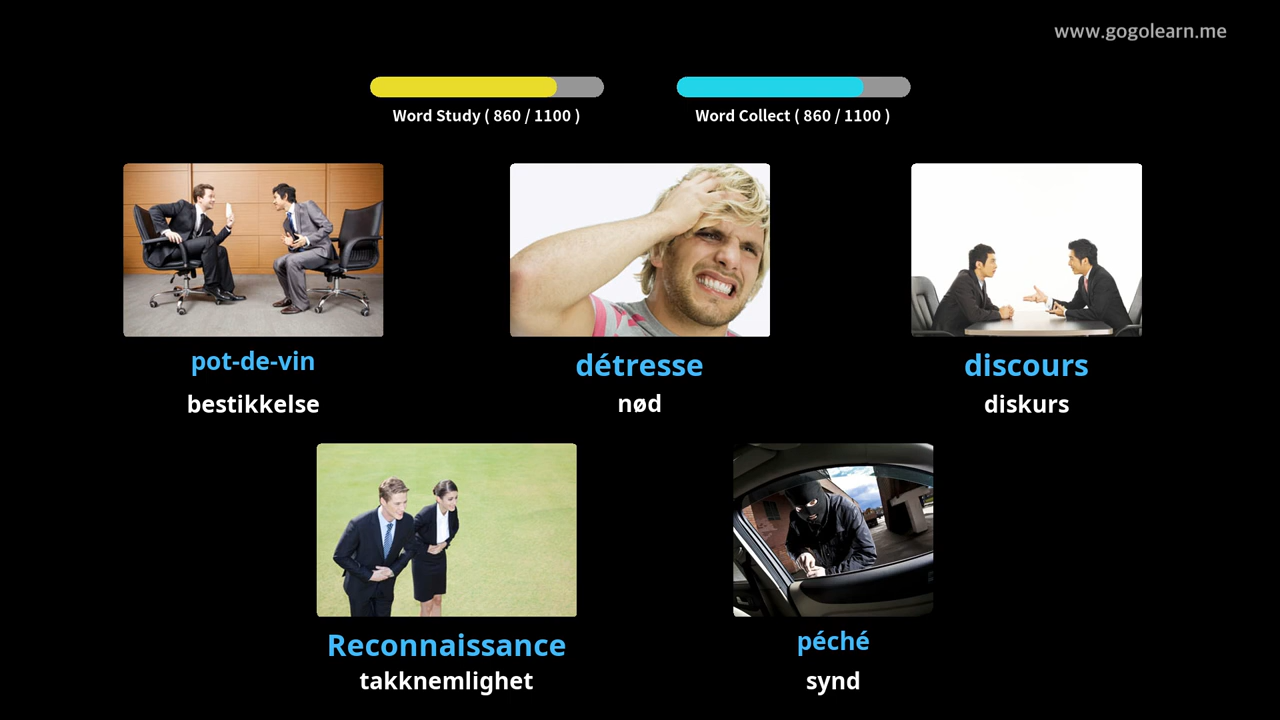 www.gogolearn.me
Word Study ( 860 / 1100 )
Word Collect ( 860 / 1100 )
pot-de-vin
bestikkelse
détresse
nød
discours
diskurs
Reconnaissance
takknemlighet
péché
synd